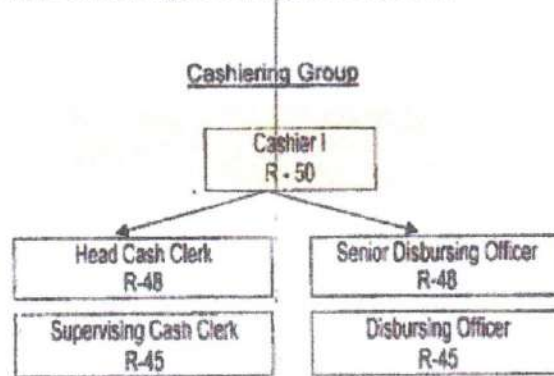 Cashiering Group
Cashier I
R - 50
Head Cash Clerk
R-48
Senior Disbursing Officer
R-48
Supervising Cash Clerk
R-45
Disbursing Officer
R-45